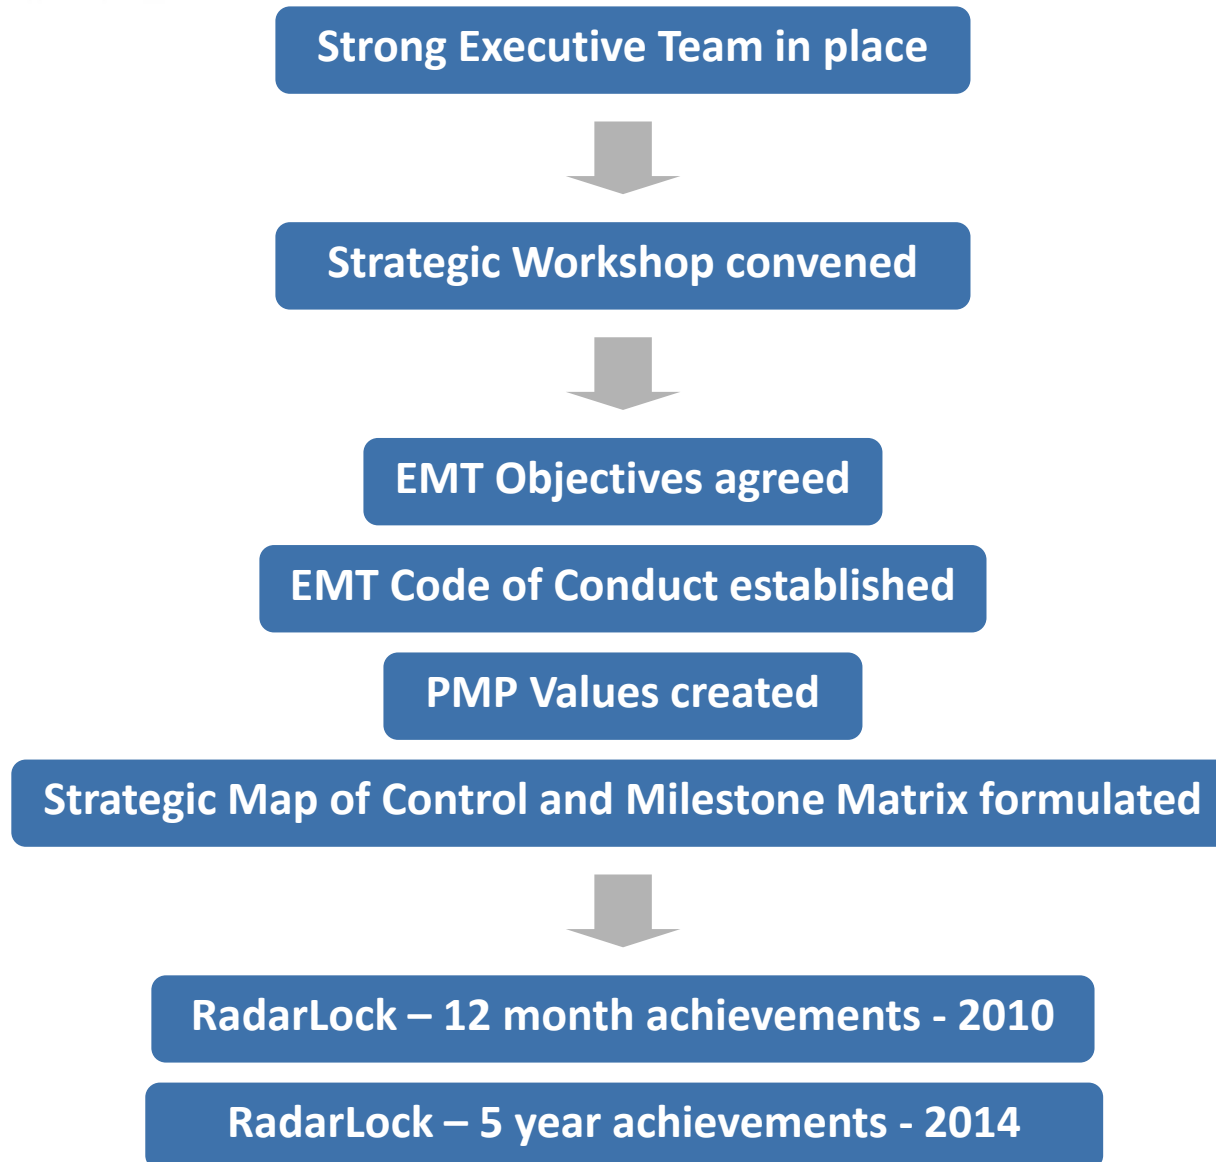 Strong Executive Team in place
Strategic Workshop convened
EMT Objectives agreed
EMT Code of Conduct established
PMP Values created
Strategic Map of Control and Milestone Matrix formulated
RadarLock – 12 month achievements - 2010
RadarLock – 5 year achievements - 2014